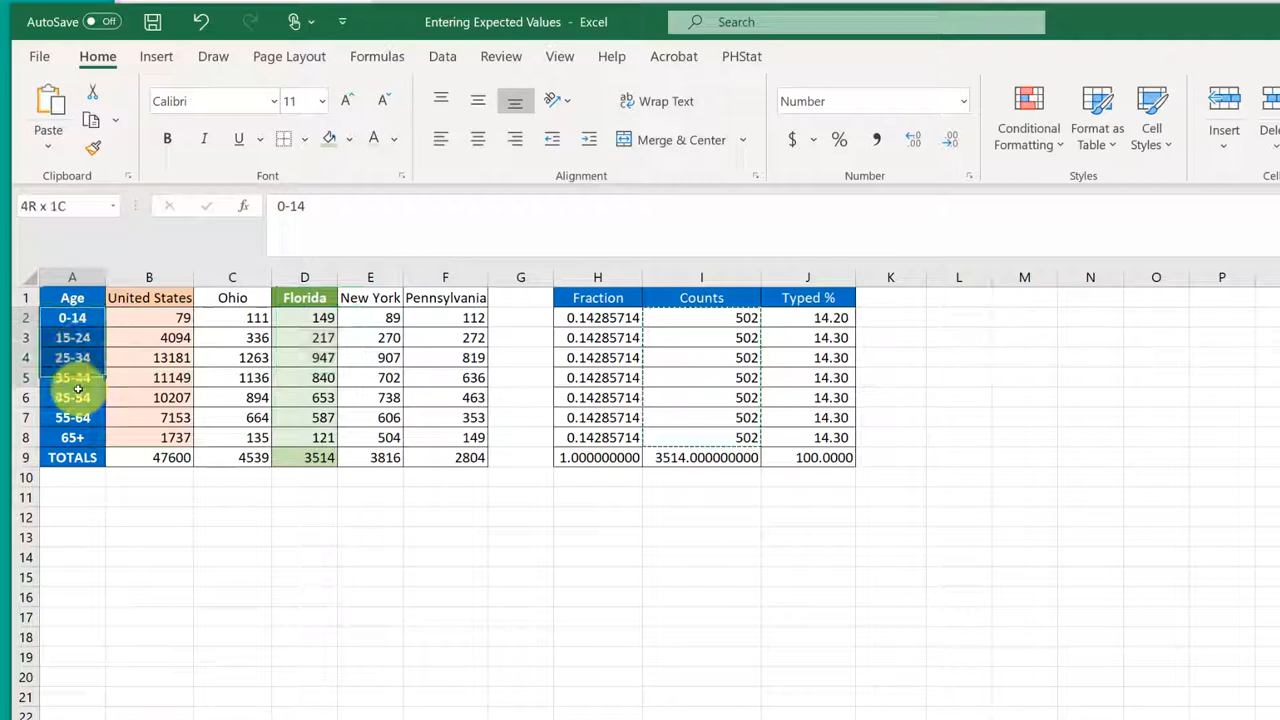 AutoSave Off Entering Expected Values - Excel Search
File Home Insert Draw Page Layout Formulas Data Review View Help Acrobat PHStat
Paste
Calibri 11
Wrap Text
Number
B I U A
Merge & Center
$ % ,
Conditional Formatting
Format as Table
Cell Styles
Insert
Clipboard Font Alignment Number Styles
4R x 1C fx 0-14
A B C D E F G H I J K L M N O P
1 Age United States Ohio Florida New York Pennsylvania Fraction Counts Typed %
2 0-14 79 111 149 89 112 0.14285714 502 14.20
3 15-24 4094 336 217 270 272 0.14285714 502 14.30
4 25-34 13181 1263 947 907 819 0.14285714 502 14.30
5 35-44 11149 1136 840 702 636 0.14285714 502 14.30
6 45-54 10207 894 653 738 463 0.14285714 502 14.30
7 55-64 7153 664 587 606 353 0.14285714 502 14.30
8 65+ 1737 135 121 504 149 0.14285714 502 14.30
9 TOTALS 47600 4539 3514 3816 2804 1.000000000 3514.000000000 100.0000
10
11
12
13
14
15
16
17
18
19
20
21
22